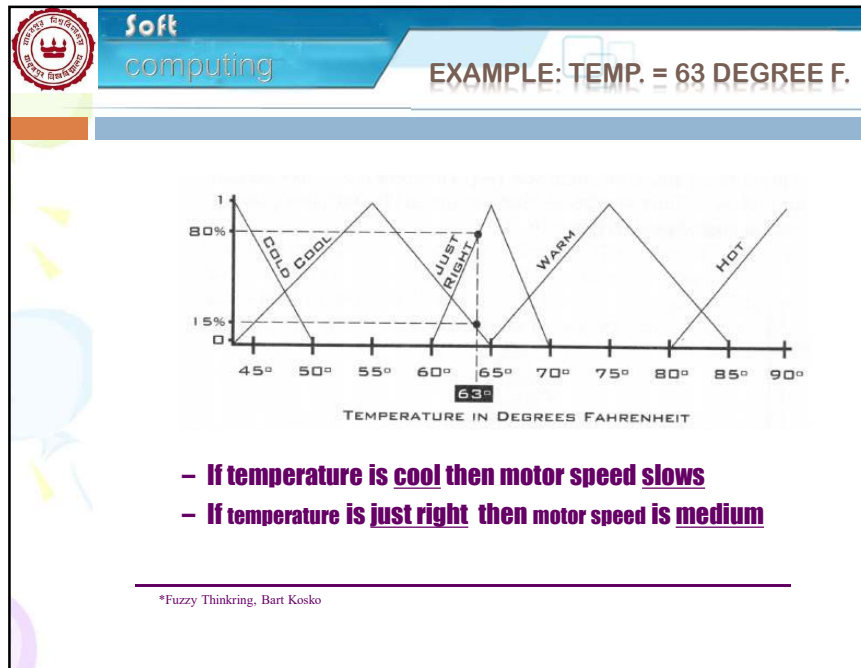 Soft
computing
EXAMPLE: TEMP. = 63 DEGREE F.
1
80%
15%
0
COLD
COOL
JUST
RIGHT
WARM
HOT
45° 50° 55° 60° 65° 70° 75° 80° 85° 90°
63°
TEMPERATURE IN DEGREES FAHRENHEIT
– If temperature is cool then motor speed slows
– If temperature is just right then motor speed is medium
*Fuzzy Thinkring, Bart Kosko